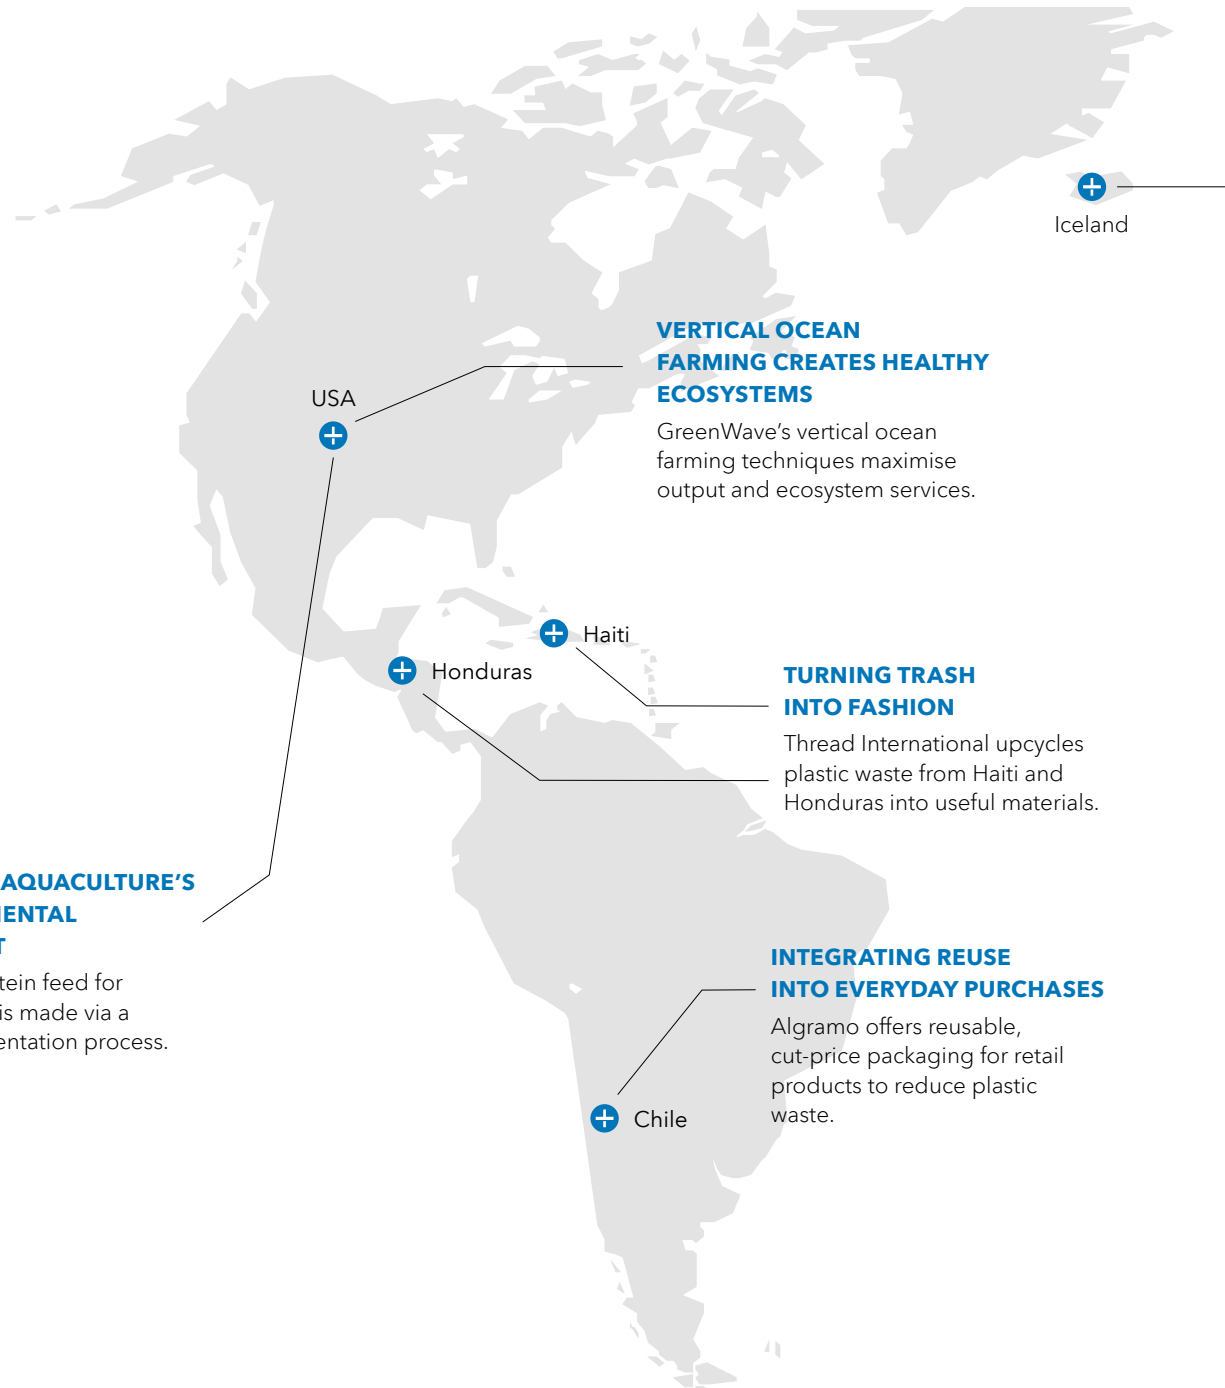 Iceland
VERTICAL OCEAN
FARMING CREATES HEALTHY
ECOSYSTEMS
GreenWave's vertical ocean
farming techniques maximise
output and ecosystem services.
USA
Haiti
Honduras
TURNING TRASH
INTO FASHION
Thread International upcycles
plastic waste from Haiti and
Honduras into useful materials.
AQUACULTURE'S
feed for
is made via a
process.
INTEGRATING REUSE
INTO EVERYDAY PURCHASES
Algramo offers reusable,
cut-price packaging for retail
products to reduce plastic
waste.
Chile